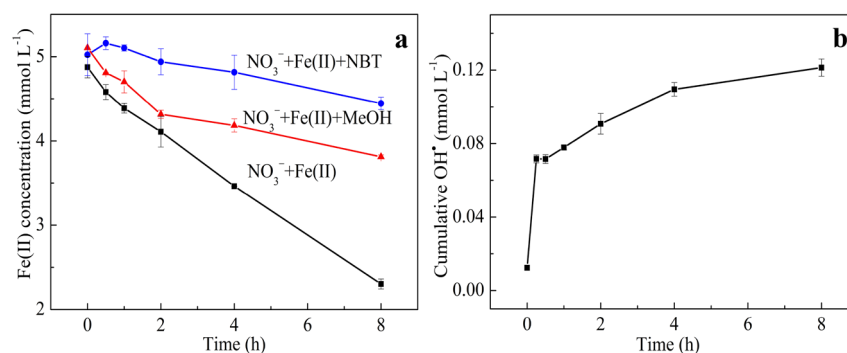 a
NO₃⁻+Fe(II)+NBT
NO₃⁻+Fe(II)+MeOH
NO₃⁻+Fe(II)
Fe(II) concentration (mmol L⁻¹)
5
4
3
2
0 2 4 6 8
Time (h)
b
Cumulative OH• (mmol L⁻¹)
0.12
0.08
0.04
0.00
0 2 4 6 8
Time (h)